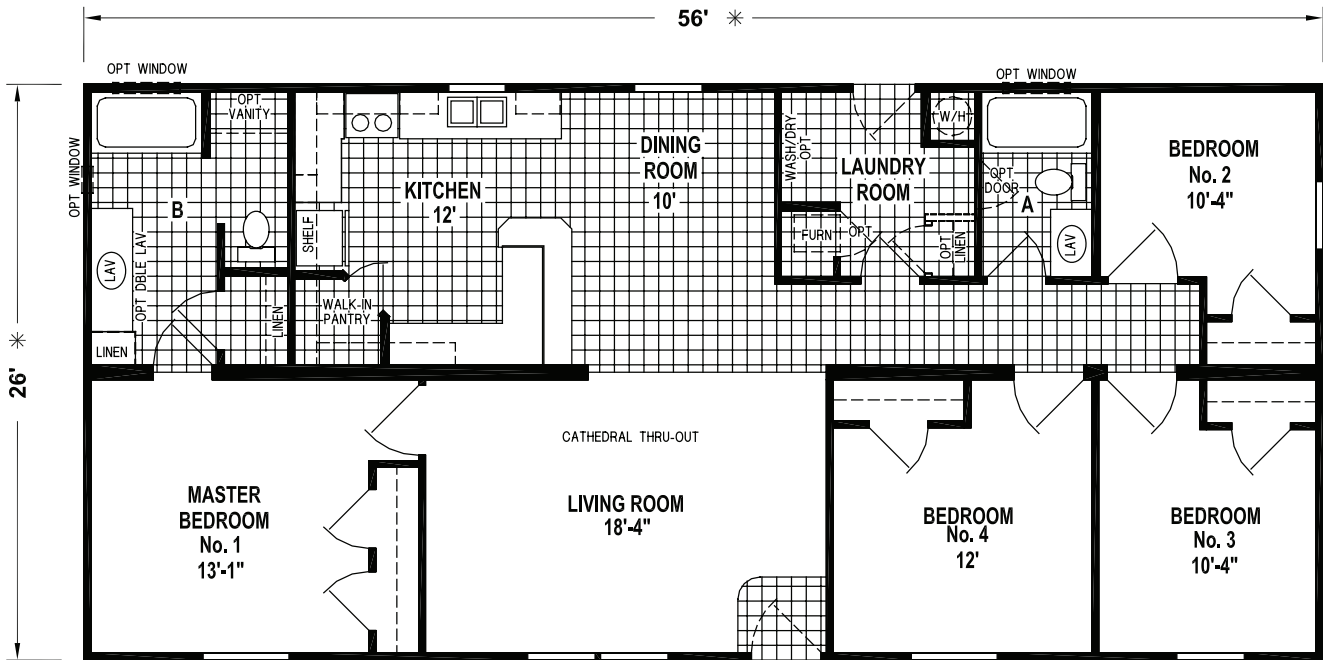 56' ✳
OPT WINDOW
OPT WINDOW
OPT
VANITY
W/H
OPT WINDOW
WASH/DRY
OPT
DINING
ROOM
10'
LAUNDRY
ROOM
BEDROOM
No. 2
10'-4"
KITCHEN
12'
OPT
DOOR
A
B
SHELF
FURN
OPT
OPT
LINEN
LAV
LAV
OPT DBLE LAV
LINEN
WALK-IN
PANTRY
LINEN
26' ✳
CATHEDRAL THRU-OUT
MASTER
BEDROOM
No. 1
13'-1"
LIVING ROOM
18'-4"
BEDROOM
No. 4
12'
BEDROOM
No. 3
10'-4"